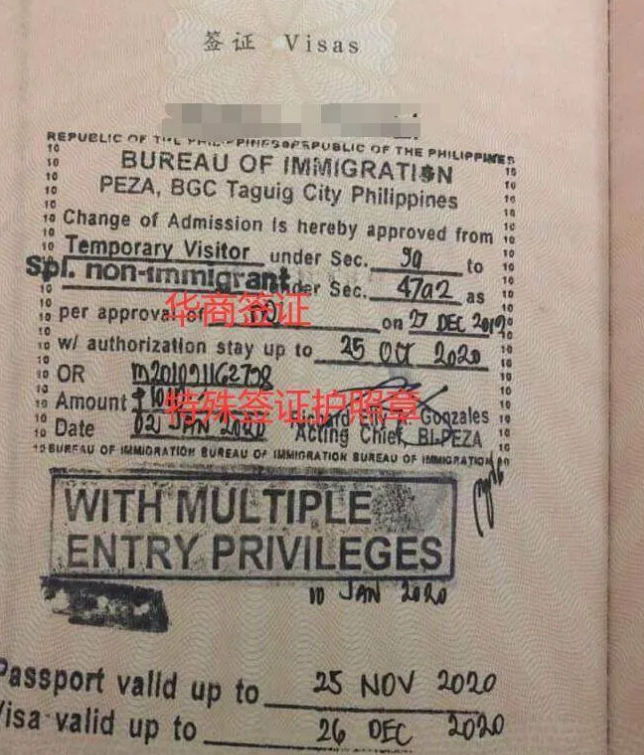 签证 Visas
REPUBLIC OF THE PHILIPPINES REPUBLIC OF THE PHILIPPINES
BUREAU OF IMMIGRATION
PEZA, BGC Taguig City Philippines
Change of Admission is hereby approved from
Temporary Visitor under Sec. 9a to
Spl. non-immigrant under Sec. 47a2 as
华商签证
per approval of on 27 DEC 2019
w/ authorization stay up to 25 OCT 2020
OR
Amount
特殊签证护照章
Gonzales
Date 02 JAN 2020 Acting Chief, BI-PEZA
BUREAU OF IMMIGRATION BUREAU OF IMMIGRATION BUREAU OF IMMIGRATION
WITH MULTIPLE
ENTRY PRIVILEGES
10 JAN 2020
Passport valid up to 25 NOV 2020
Visa valid up to 26 DEC 2020